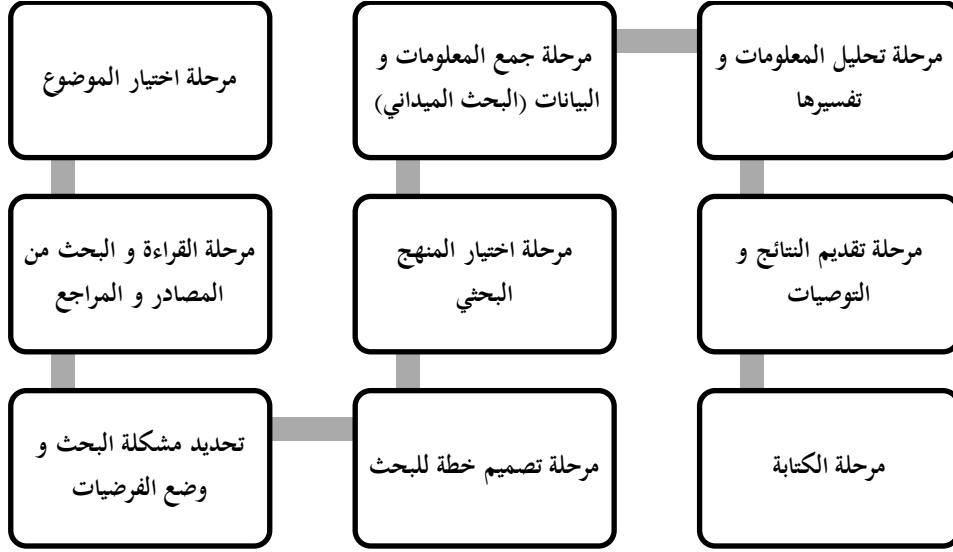 مرحلة اختيار الموضوع
مرحلة القراءة و البحث من
المصادر و المراجع
تحديد مشكلة البحث و
وضع الفرضيات
مرحلة تصميم خطة للبحث
مرحلة اختيار المنهج
البحثي
مرحلة جمع المعلومات و
البيانات (البحث الميداني)
مرحلة تحليل المعلومات و
تفسيرها
مرحلة تقديم النتائج و
التوصيات
مرحلة الكتابة